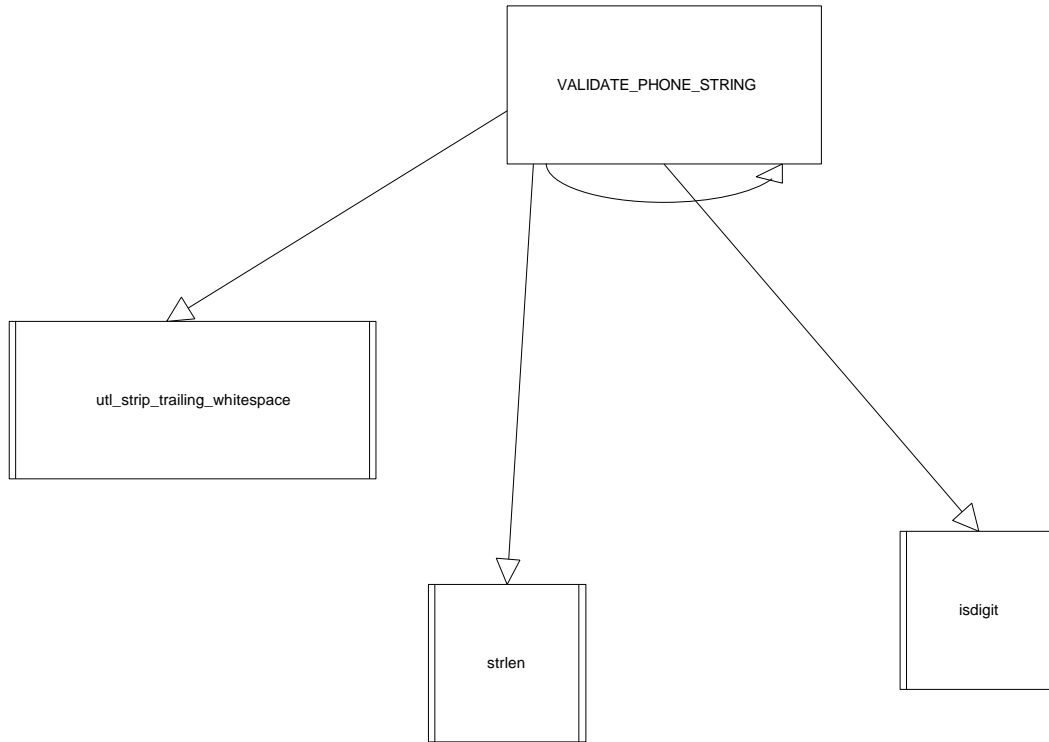 VALIDATE_PHONE_STRING
utl_strip_trailing_whitespace
isdigit
strlen